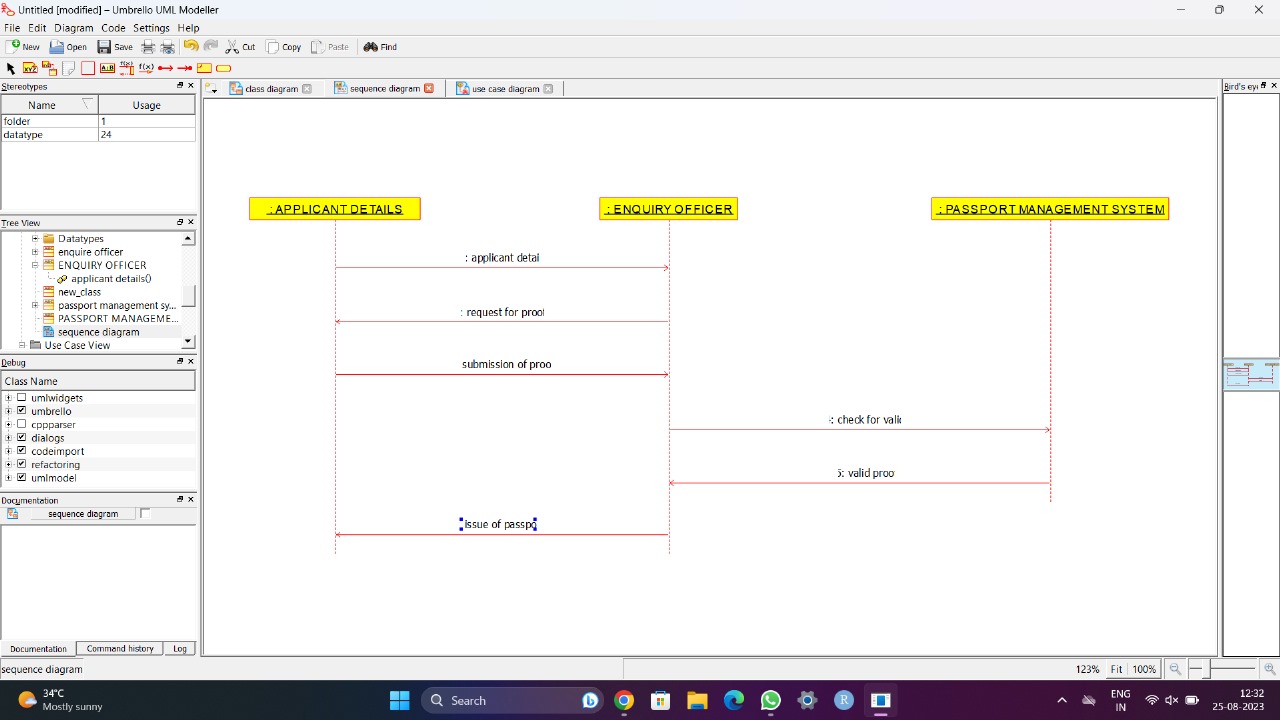 Untitled [modified] – Umbrello UML Modeller
File Edit Diagram Code Settings Help
New Open Save Cut Copy Paste Find
Stereotypes
Name Usage
folder 1
datatype 24
class diagram sequence diagram use case diagram
Bird's ey
: APPLICANT DETAILS : ENQUIRY OFFICER : PASSPORT MANAGEMENT SYSTEM
Tree View
Datatypes
enquire officer
ENQUIRY OFFICER
applicant details()
new_class
passport management sy...
PASSPORT MANAGEME...
sequence diagram
Use Case View
: applicant detai
: request for proof
submission of proo
: check for valid
5: valid proo
issue of passpo
Debug
Class Name
umlwidgets
umbrello
cppparser
dialogs
codeimport
refactoring
umlmodel
Documentation
sequence diagram
Documentation Command history Log
sequence diagram 123% Fit 100%
34°C
Mostly sunny
Search
R
ENG
IN
12:32
25-08-2023